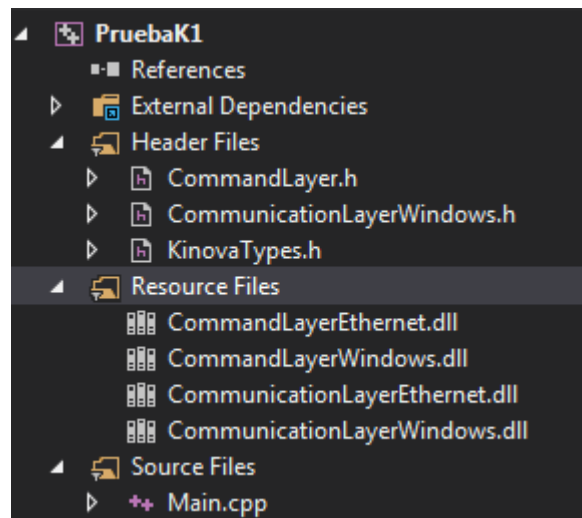 PruebaK1
References
External Dependencies
Header Files
CommandLayer.h
CommunicationLayerWindows.h
KinovaTypes.h
Resource Files
CommandLayerEthernet.dll
CommandLayerWindows.dll
CommunicationLayerEthernet.dll
CommunicationLayerWindows.dll
Source Files
Main.cpp